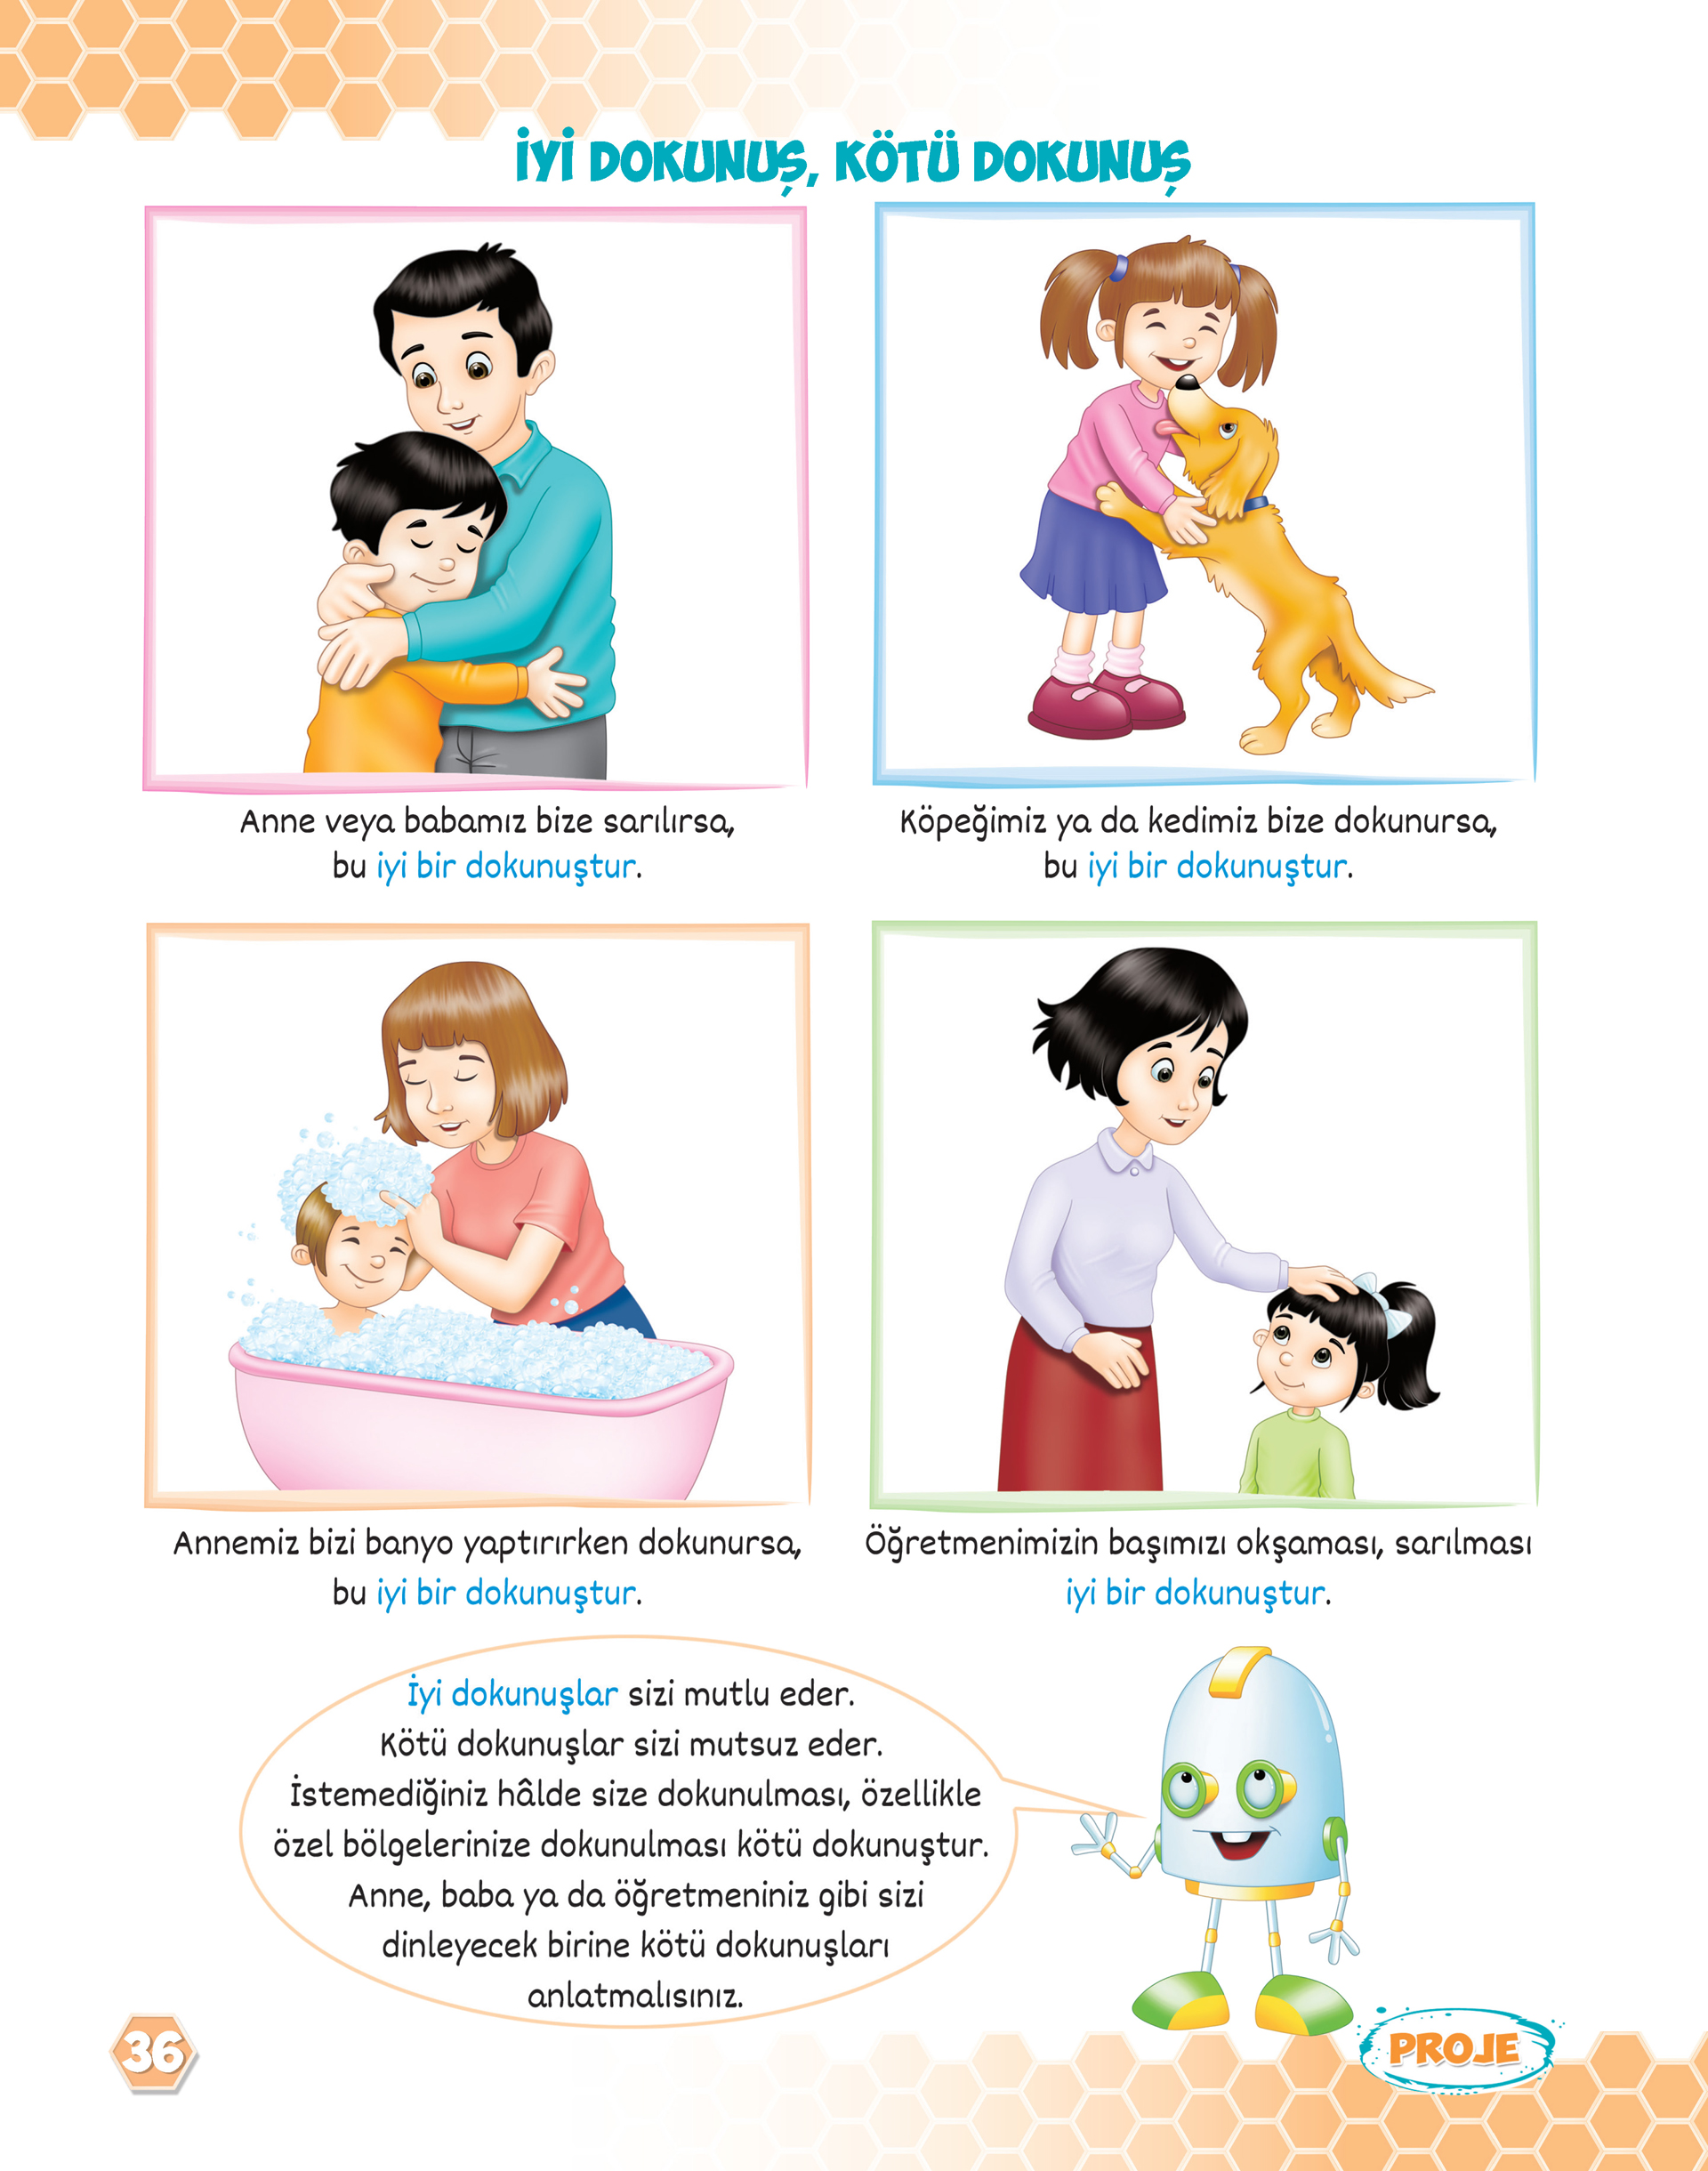 İYİ DOKUNUŞ, KÖTÜ DOKUNUŞ
Anne veya babamız bize sarılırsa,
bu iyi bir dokunuştur.
Köpeğimiz ya da kedimiz bize dokunursa,
bu iyi bir dokunuştur.
Annemiz bizi banyo yaptırırken dokunursa,
bu iyi bir dokunuştur.
Öğretmenimizin başımızı okşaması, sarılması
iyi bir dokunuştur.
İyi dokunuşlar sizi mutlu eder.
Kötü dokunuşlar sizi mutsuz eder.
İstemediğiniz hâlde size dokunulması, özellikle
özel bölgelerinize dokunulması kötü dokunuştur.
Anne, baba ya da öğretmeniniz gibi sizi
dinleyecek birine kötü dokunuşları
anlatmalısınız.
36
PROJE